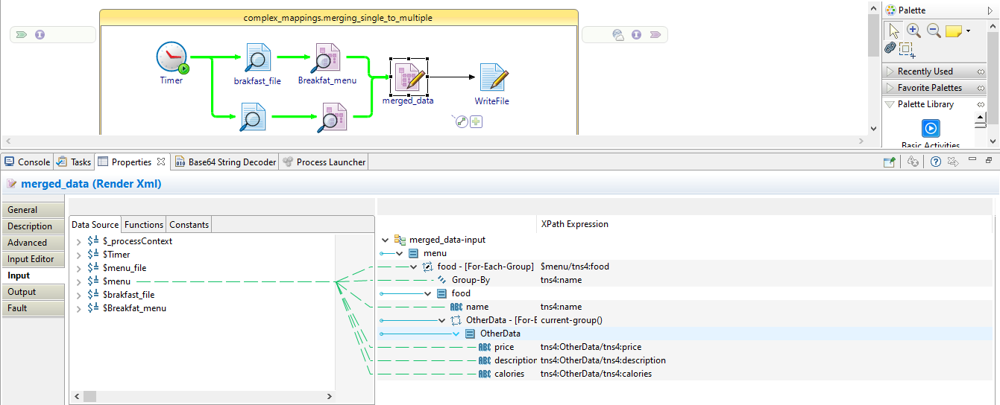 complex_mappings.merging_single_to_multiple
Palette
Timer
brakfast_file
Breakfat_menu
merged_data
WriteFile
Recently Used
Favorite Palettes
Palette Library
Basic Activities
Console
Tasks
Properties
Base64 String Decoder
Process Launcher
merged_data (Render Xml)
General
Description
Advanced
Input Editor
Input
Output
Fault
Data Source Functions Constants
$_processContext
$Timer
$menu_file
$menu
$brakfast_file
$Breakfat_menu
XPath Expression
merged_data-input
menu
food - [For-Each-Group] $menu/tns4:food
Group-By tns4:name
food
ABC name tns4:name
OtherData - [For-E current-group()
OtherData
ABC price tns4:OtherData/tns4:price
ABC description tns4:OtherData/tns4:description
ABC calories tns4:OtherData/tns4:calories